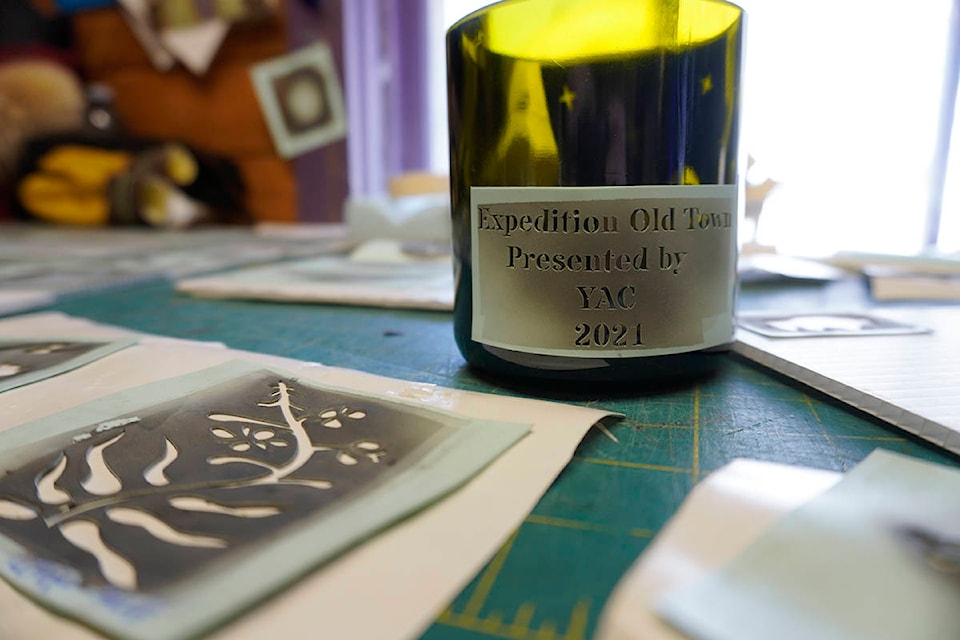 Expedition Old Town
Presented by
YAC
2021